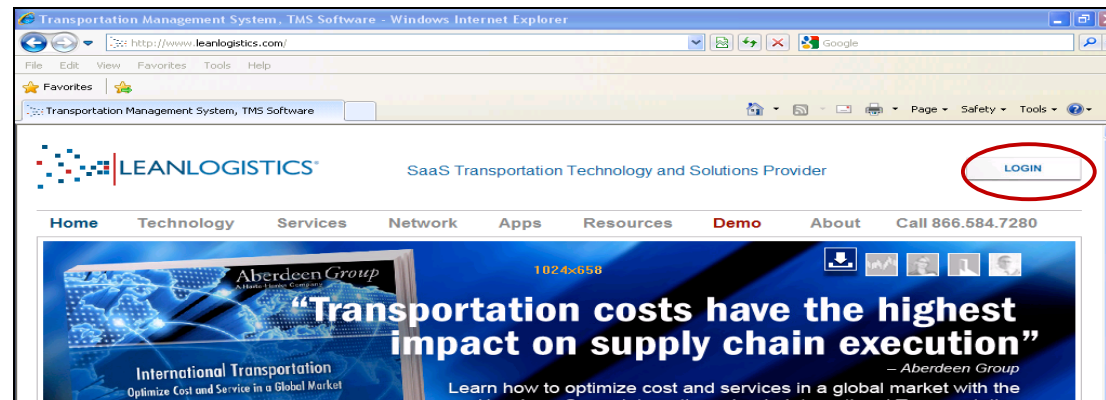 Transportation Management System, TMS Software - Windows Internet Explorer
http://www.leanlogistics.com/
Google
File Edit View Favorites Tools Help
Favorites
Transportation Management System, TMS Software
Page Safety Tools
LEANLOGISTICS
SaaS Transportation Technology and Solutions Provider
LOGIN
Home Technology Services Network Apps Resources Demo About Call 866.584.7280
Aberdeen Group
A Harte-Hanks Company
1024x658
“Transportation costs have the highest
impact on supply chain execution”
– Aberdeen Group
International Transportation
Optimize Cost and Service in a Global Market
Learn how to optimize cost and services in a global market with the